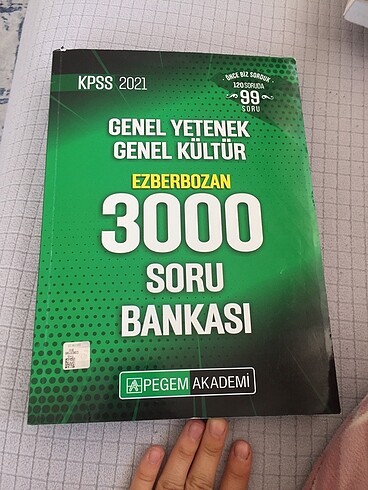 KPSS 2021
ÖNCE BİZ SORDUK
120 SORUDA
99
SORU
GENEL YETENEK
GENEL KÜLTÜR
EZBERBOZAN
3000
SORU
BANKASI
PEGEM AKADEMİ